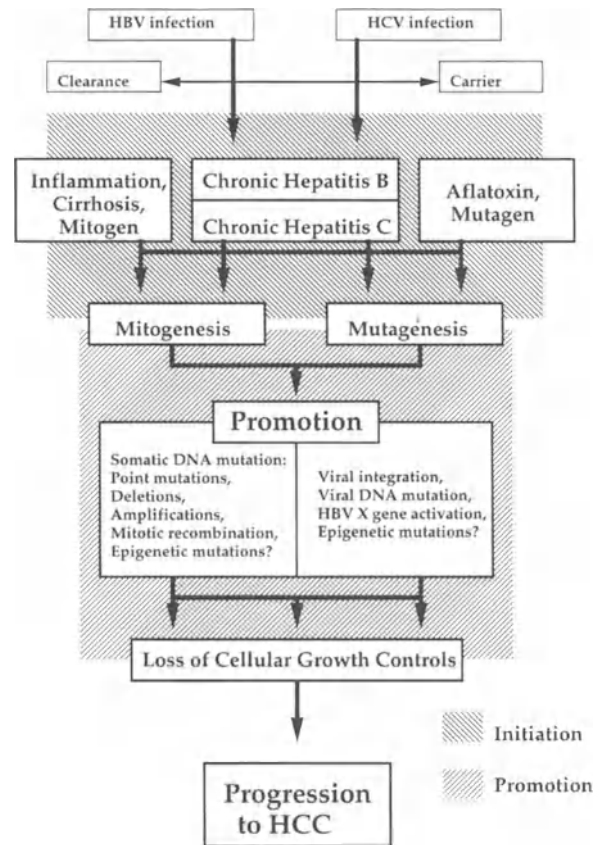 HBV infection
HCV infection
Clearance
Carrier
Inflammation,
Cirrhosis,
Mitogen
Chronic Hepatitis B
Chronic Hepatitis C
Aflatoxin,
Mutagen
Mitogenesis
Mutagenesis
Promotion
Somatic DNA mutation:
Point mutations,
Deletions,
Amplifications,
Mitotic recombination,
Epigenetic mutations?
Viral integration,
Viral DNA mutation,
HBV X gene activation,
Epigenetic mutations?
Loss of Cellular Growth Controls
Initiation
Promotion
Progression
to HCC